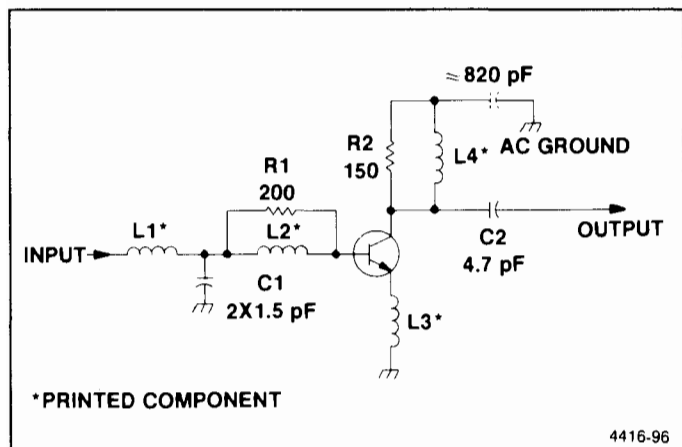 ≈ 820 pF
R2
150
L4*
AC GROUND
R1
200
L1*
L2*
INPUT
C2
4.7 pF
OUTPUT
C1
2X1.5 pF
L3*
*PRINTED COMPONENT
4416-96